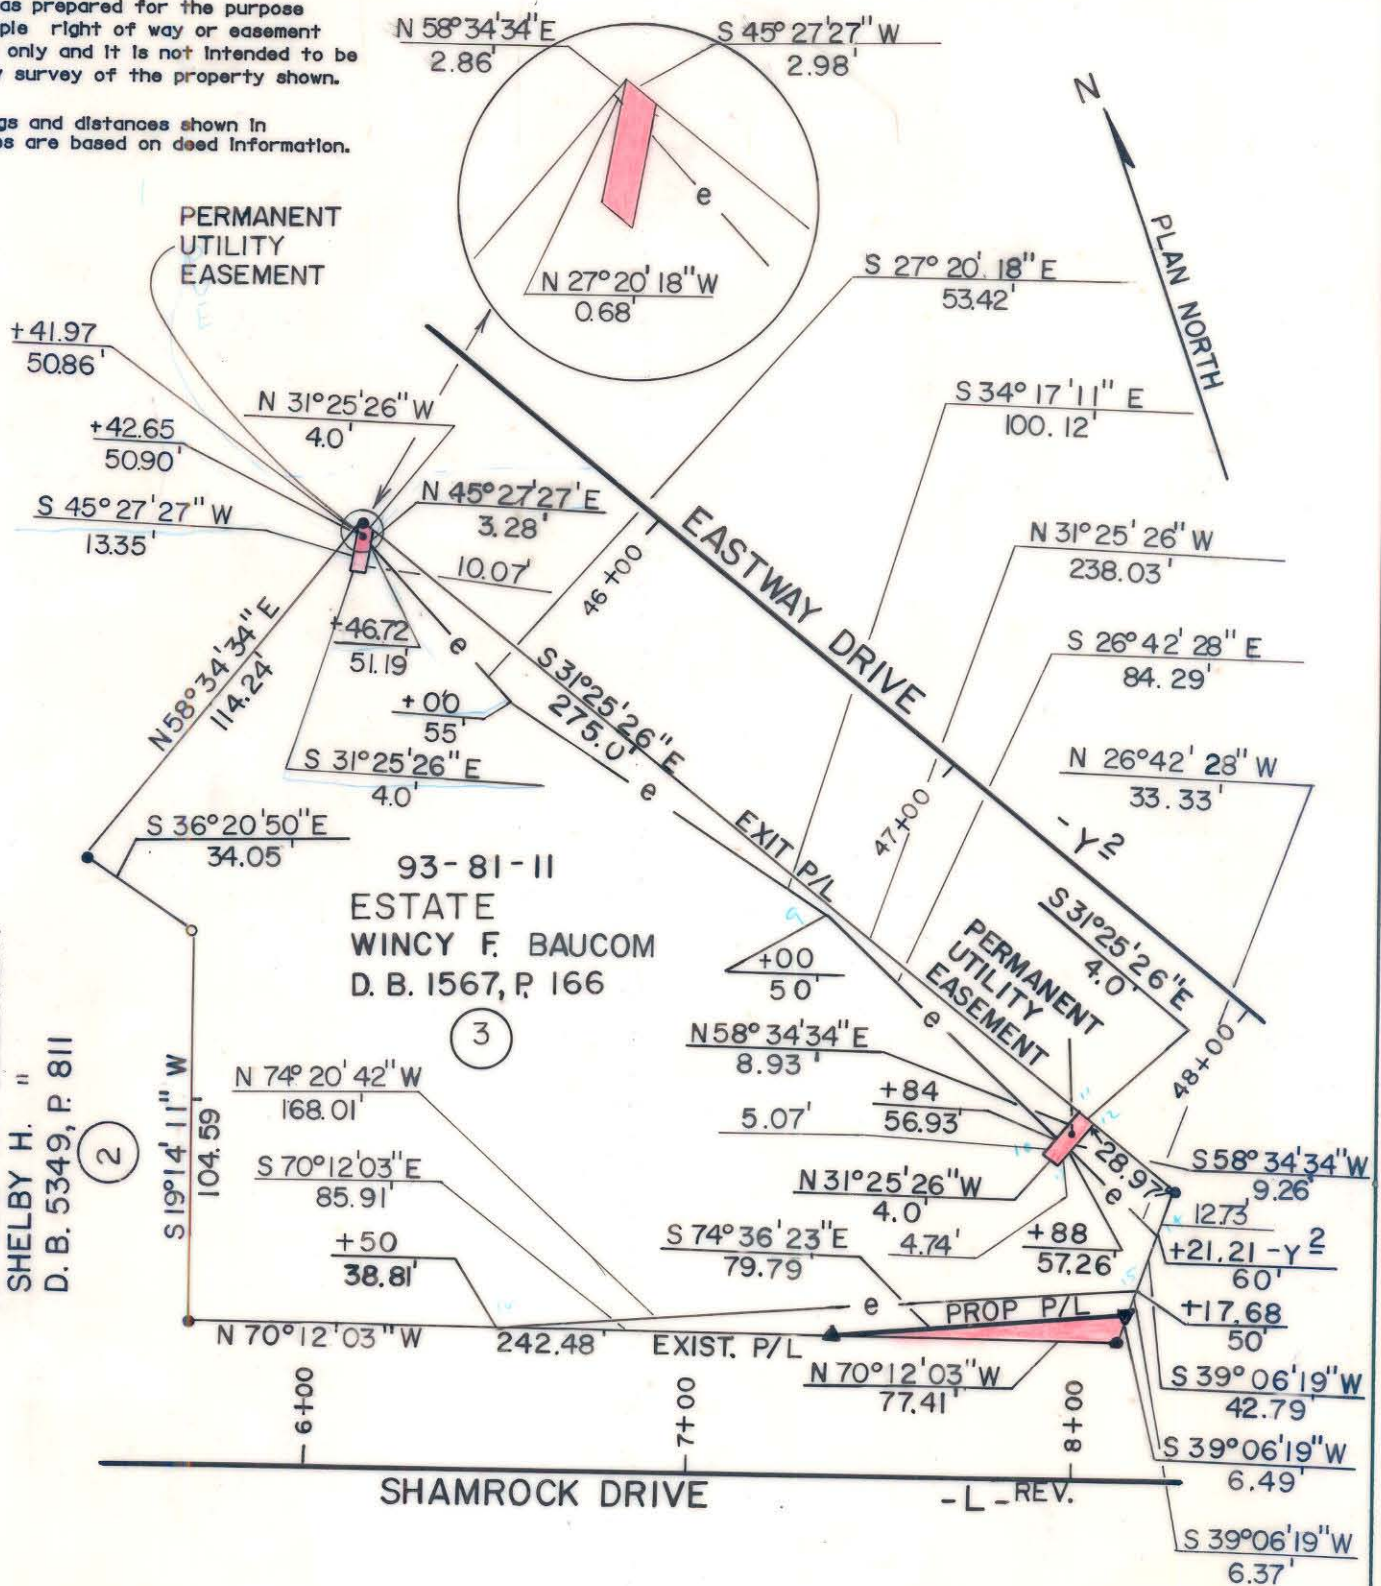 as prepared for the purpose
ple right of way or easement
only and it is not intended to be
y survey of the property shown.
gs and distances shown in
es are based on deed information.
N 58°34'34"E
2.86'
S 45°27'27"W
2.98'
e
N 27°20'18"W
0.68'
N
PLAN NORTH
PERMANENT
UTILITY
EASEMENT
S 27°20'18"E
53.42'
+41.97
50.86'
N 31°25'26"W
4.0'
S 34°17'11"E
100.12'
+42.65
50.90'
S 45°27'27"W
13.35'
N 45°27'27'E
3.28'
10.07'
46+00
EASTWAY DRIVE
N 31°25'26"W
238.03'
+46.72
51.19'
e
N58°34'34"E
114.24'
S 31°25'26"E
275.0'
S 26°42'28"E
84.29'
+00
55'
S 31°25'26"E
4.0'
e
N 26°42'28"W
33.33'
S 36°20'50"E
34.05'
EXIT P/L
47+00
-Y2
93-81-11
ESTATE
WINCY F. BAUCOM
D. B. 1567, P. 166
3
9
+00
50'
S31°25'26"E
4.0'
PERMANENT
UTILITY
EASEMENT
e
48+00
SHELBY H. "
D. B. 5349, P. 811
2
S19°14'11"W
104.59'
N58°34'34"E
8.93'
+84
56.93'
5.07'
11
12
28.97'
S58°34'34"W
9.26'
N 74°20'42"W
168.01'
S 70°12'03"E
85.91'
N31°25'26"W
4.0'
4.74'
e
12.73'
+50
38.81'
S 74°36'23"E
79.79'
+88
57.26'
+21.21 -Y2
60'
15
e
PROP P/L
+17.68
50'
N 70°12'03"W
242.48'
EXIST. P/L
N 70°12'03"W
77.41'
S 39°06'19"W
42.79'
6+00
7+00
8+00
S 39°06'19"W
6.49'
SHAMROCK DRIVE
-L- REV.
S 39°06'19"W
6.37'